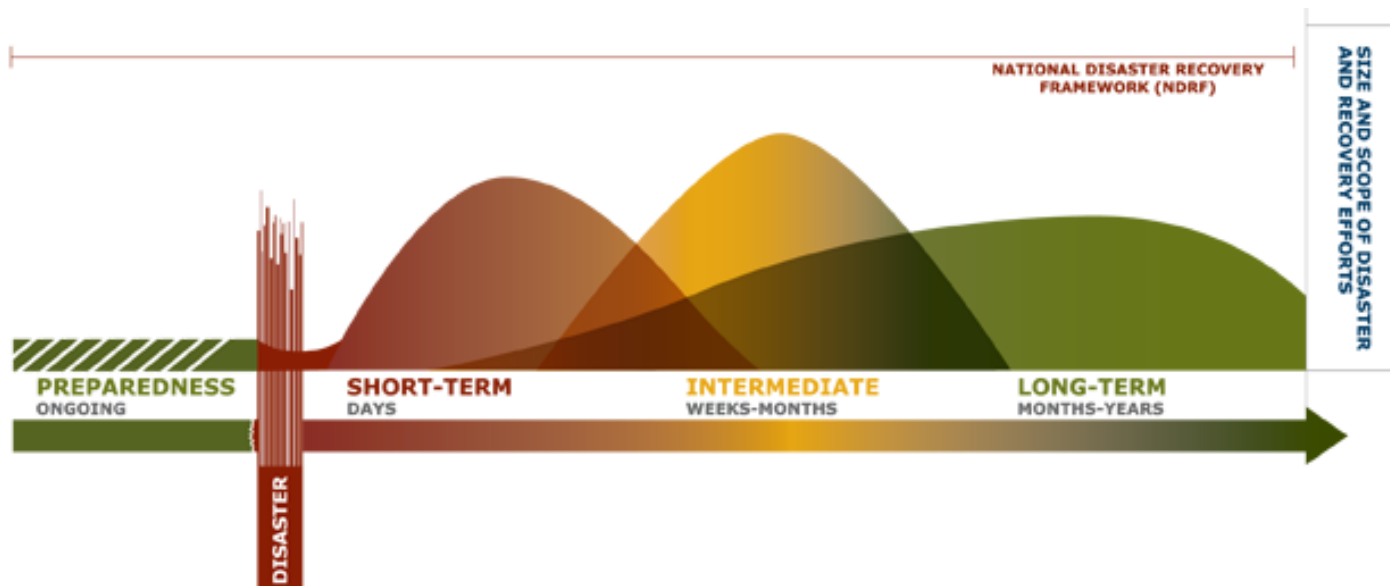 NATIONAL DISASTER RECOVERY
FRAMEWORK (NDRF)
SIZE AND SCOPE OF DISASTER
AND RECOVERY EFFORTS
PREPAREDNESS
ONGOING
SHORT-TERM
DAYS
INTERMEDIATE
WEEKS-MONTHS
LONG-TERM
MONTHS-YEARS
DISASTER